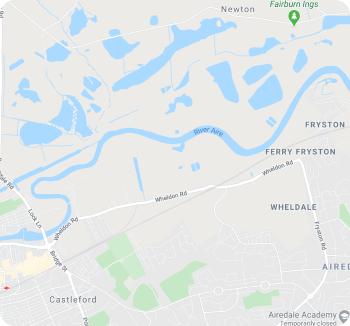 Fairburn Ings
Newton
River Aire
FRYSTON
FERRY FRYSTON
Wheldon Rd
Wheldon Rd
Lock Ln
Wheldon Rd
WHELDALE
Fryston Rd
Bridge St
AIRED
Castleford
Airedale Academy
Temporarily closed